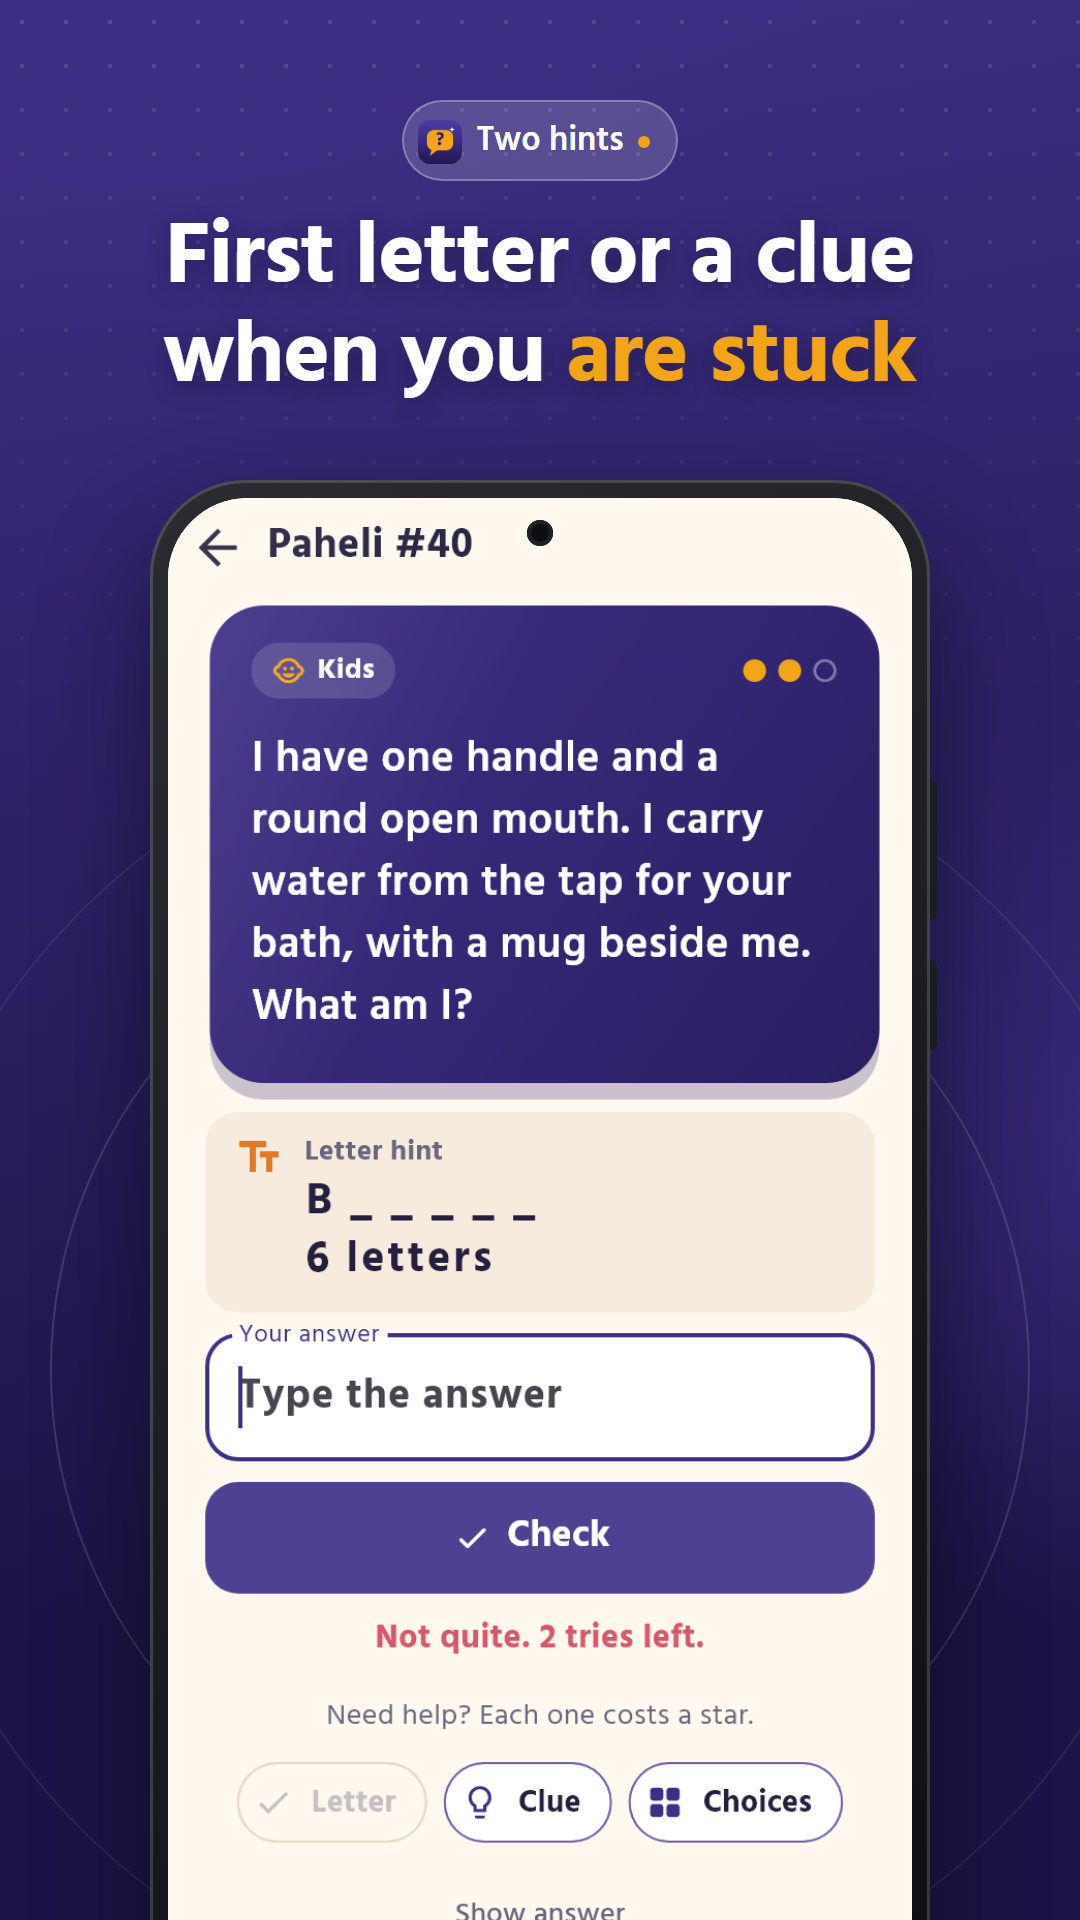 Two hints
First letter or a clue
when you are stuck
Paheli #40
Kids
I have one handle and a
round open mouth. I carry
water from the tap for your
bath, with a mug beside me.
What am I?
Letter hint
B _ _ _ _ _
6 letters
Your answer
Type the answer
Check
Not quite. 2 tries left.
Need help? Each one costs a star.
Letter
Clue
Choices
Show answer